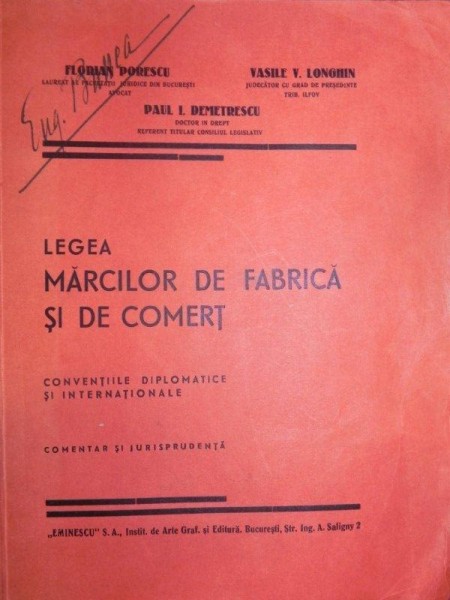 FLORIAN PORESCU
LAUREAT AL FACULTĂȚII JURIDICE DIN BUCUREȘTI
AVOCAT
VASILE V. LONGHIN
JUDECĂTOR CU GRAD DE PREȘEDINTE
TRIB. ILFOV
PAUL I. DEMETRESCU
DOCTOR IN DREPT
REFERENT TITULAR CONSILIUL LEGISLATIV
Eng.
LEGEA
MĂRCILOR DE FABRICĂ
ȘI DE COMERȚ
CONVENȚIILE DIPLOMATICE
ȘI INTERNAȚIONALE
COMENTAR ȘI JURISPRUDENȚĂ
„EMINESCU" S. A., Instit. de Arte Graf. și Editură, București, Str. Ing. A. Saligny 2